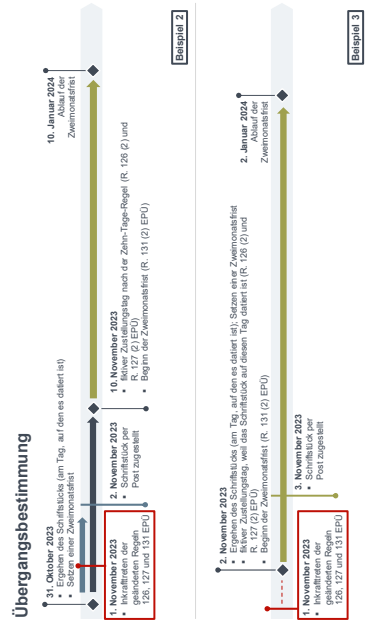 Übergangsbestimmung
31. Oktober 2023
• Ergehen des Schriftstücks (am Tag, auf den es datiert ist)
• Setzen einer Zweimonatsfrist
1. November 2023
• Inkrafttreten der
geänderten Regeln
126, 127 und 131 EPÜ
2. November 2023
• Schriftstück per
Post zugestellt
10. November 2023
• fiktiver Zustellungstag nach der Zehn-Tage-Regel (R. 126 (2) und
R. 127 (2) EPÜ)
• Beginn der Zweimonatsfrist (R. 131 (2) EPÜ)
10. Januar 2024
Ablauf der
Zweimonatsfrist
Beispiel 2
2. November 2023
• Ergehen des Schriftstücks (am Tag, auf den es datiert ist); Setzen einer Zweimonatsfrist
• fiktiver Zustellungstag, weil das Schriftstück auf diesen Tag datiert ist (R. 126 (2) und
R. 127 (2) EPÜ)
• Beginn der Zweimonatsfrist (R. 131 (2) EPÜ)
1. November 2023
• Inkrafttreten der
geänderten Regeln
126, 127 und 131 EPÜ
3. November 2023
• Schriftstück per
Post zugestellt
2. Januar 2024
Ablauf der
Zweimonatsfrist
Beispiel 3